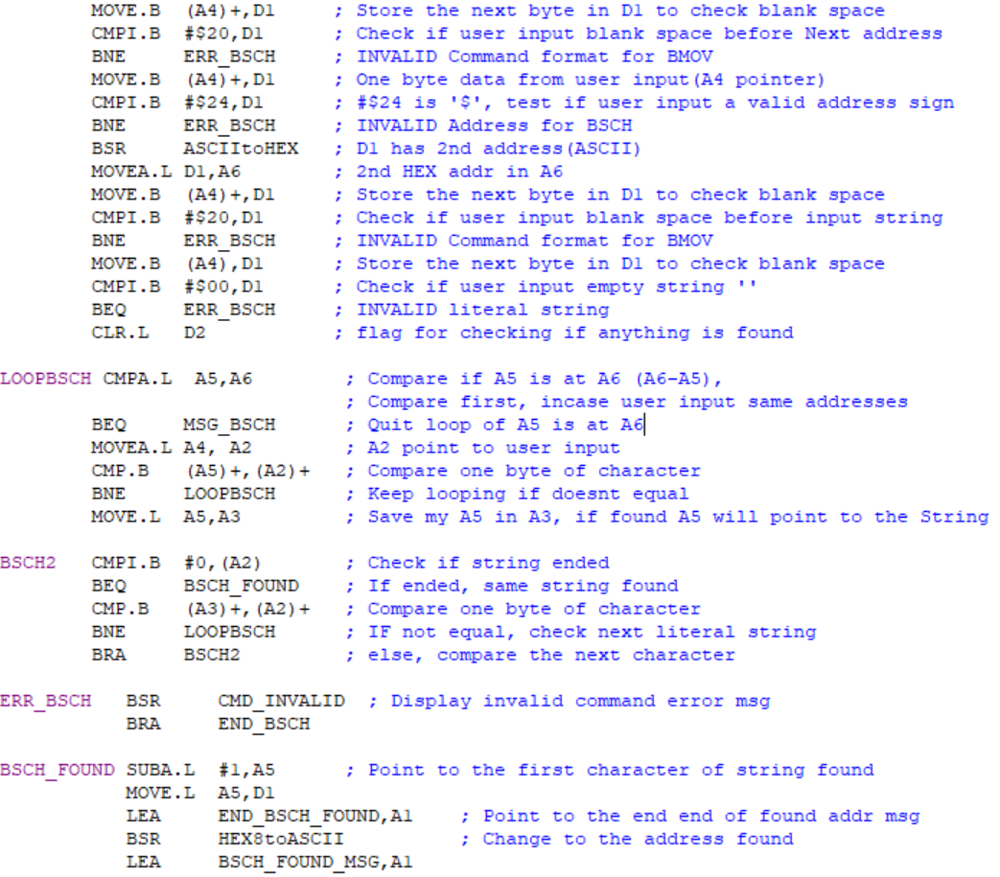 MOVE.B (A4)+,D1 ; Store the next byte in D1 to check blank space
CMPI.B #$20,D1 ; Check if user input blank space before Next address
BNE ERR_BSCH ; INVALID Command format for BMOV
MOVE.B (A4)+,D1 ; One byte data from user input(A4 pointer)
CMPI.B #$24,D1 ; #$24 is '$', test if user input a valid address sign
BNE ERR_BSCH ; INVALID Address for BSCH
BSR ASCIItoHEX ; D1 has 2nd address(ASCII)
MOVEA.L D1,A6 ; 2nd HEX addr in A6
MOVE.B (A4)+,D1 ; Store the next byte in D1 to check blank space
CMPI.B #$20,D1 ; Check if user input blank space before input string
BNE ERR_BSCH ; INVALID Command format for BMOV
MOVE.B (A4),D1 ; Store the next byte in D1 to check blank space
CMPI.B #$00,D1 ; Check if user input empty string ''
BEQ ERR_BSCH ; INVALID literal string
CLR.L D2 ; flag for checking if anything is found
LOOPBSCH CMPA.L A5,A6 ; Compare if A5 is at A6 (A6-A5),
; Compare first, incase user input same addresses
BEQ MSG_BSCH ; Quit loop of A5 is at A6
MOVEA.L A4, A2 ; A2 point to user input
CMP.B (A5)+,(A2)+ ; Compare one byte of character
BNE LOOPBSCH ; Keep looping if doesnt equal
MOVE.L A5,A3 ; Save my A5 in A3, if found A5 will point to the String
BSCH2 CMPI.B #0,(A2) ; Check if string ended
BEQ BSCH_FOUND ; If ended, same string found
CMP.B (A3)+,(A2)+ ; Compare one byte of character
BNE LOOPBSCH ; IF not equal, check next literal string
BRA BSCH2 ; else, compare the next character
ERR_BSCH BSR CMD_INVALID ; Display invalid command error msg
BRA END_BSCH
BSCH_FOUND SUBA.L #1,A5 ; Point to the first character of string found
MOVE.L A5,D1
LEA END_BSCH_FOUND,A1 ; Point to the end end of found addr msg
BSR HEX8toASCII ; Change to the address found
LEA BSCH_FOUND_MSG,A1